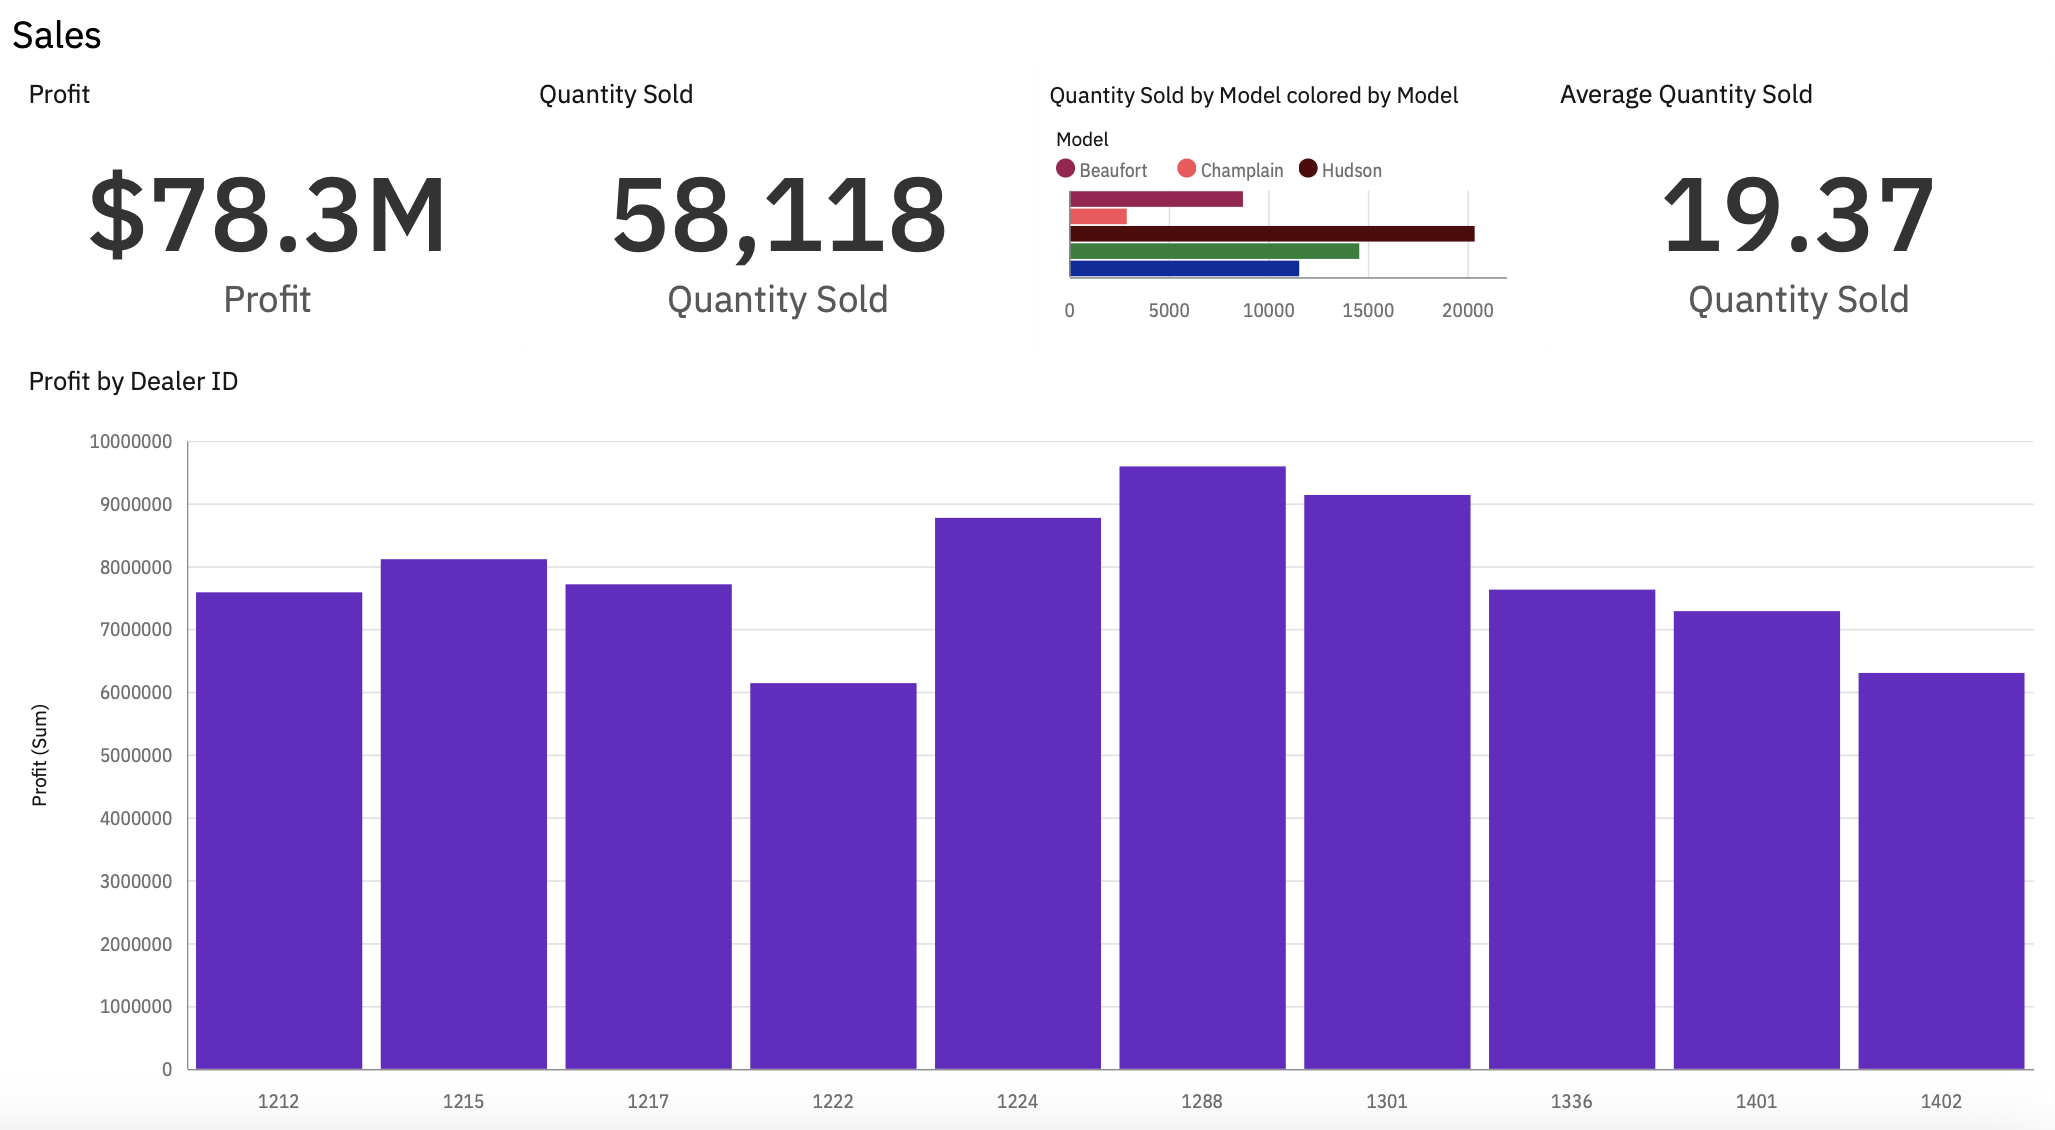 Sales
Profit
$78.3M
Profit
Quantity Sold
58,118
Quantity Sold
Quantity Sold by Model colored by Model
Model
Beaufort Champlain Hudson
0 5000 10000 15000 20000
Average Quantity Sold
19.37
Quantity Sold
Profit by Dealer ID
Profit (Sum)
10000000
9000000
8000000
7000000
6000000
5000000
4000000
3000000
2000000
1000000
0
1212 1215 1217 1222 1224 1288 1301 1336 1401 1402